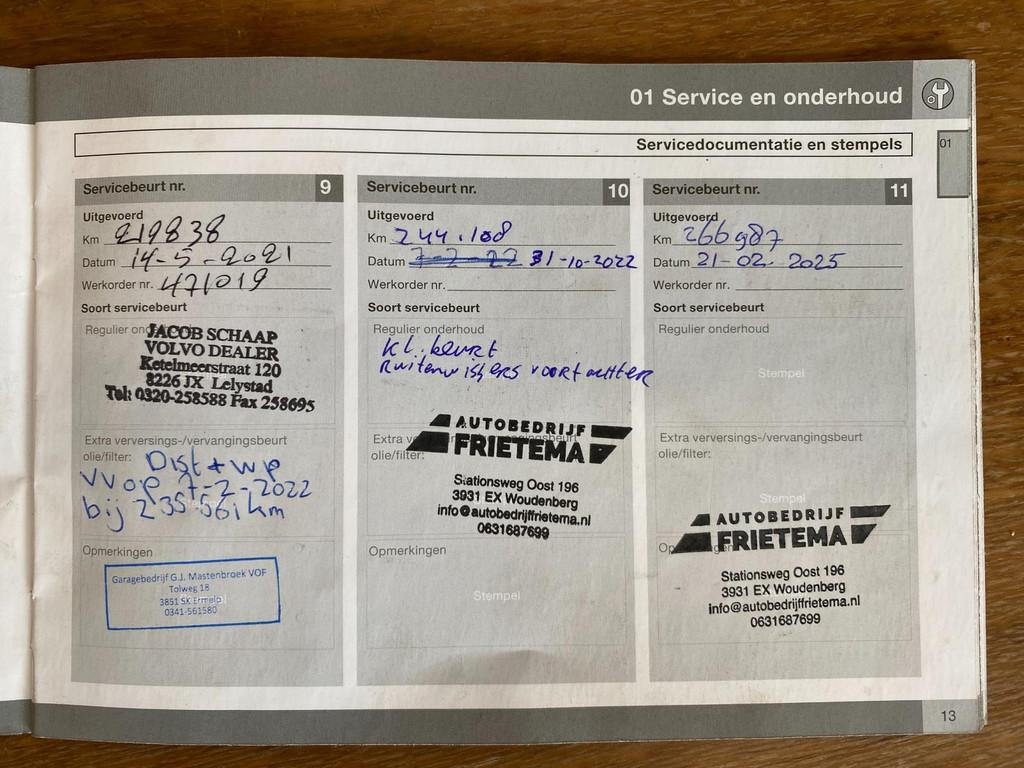 01 Service en onderhoud
01
Servicedocumentatie en stempels
Servicebeurt nr. 9
Uitgevoerd
Km 219838
Datum 14-5-2021
Werkorder nr. 471019
Soort servicebeurt
Regulier
JACOB SCHAAP
VOLVO DEALER
Ketelmeerstraat 120
8226 JX Lelystad
Tel: 0320-258588 Fax 258695
Extra verversings-/vervangingsbeurt
olie/filter: Dist + wp
vv op 7-2-2022
bij 235.561 km
Opmerkingen
Garagebedrijf G.J. Mastenbroek VOF
Tolweg 18
3851 SK Ermelo
0341-561580
Servicebeurt nr. 10
Uitgevoerd
Km 244.108
Datum 7-2-22 31-10-2022
Werkorder nr.
Soort servicebeurt
Regulier onderhoud
Kl. beurt
Ruitenwissers voor+achter
Extra
olie/filter:
AUTOBEDRIJF
FRIETEMA
Stationsweg Oost 196
3931 EX Woudenberg
info@autobedrijffrietema.nl
0631687699
Opmerkingen
Stempel
Servicebeurt nr. 11
Uitgevoerd
Km 266987
Datum 21-02-2025
Werkorder nr.
Soort servicebeurt
Regulier onderhoud
Stempel
Extra verversings-/vervangingsbeurt
olie/filter:
Stempel
AUTOBEDRIJF
FRIETEMA
Stationsweg Oost 196
3931 EX Woudenberg
info@autobedrijffrietema.nl
0631687699
13